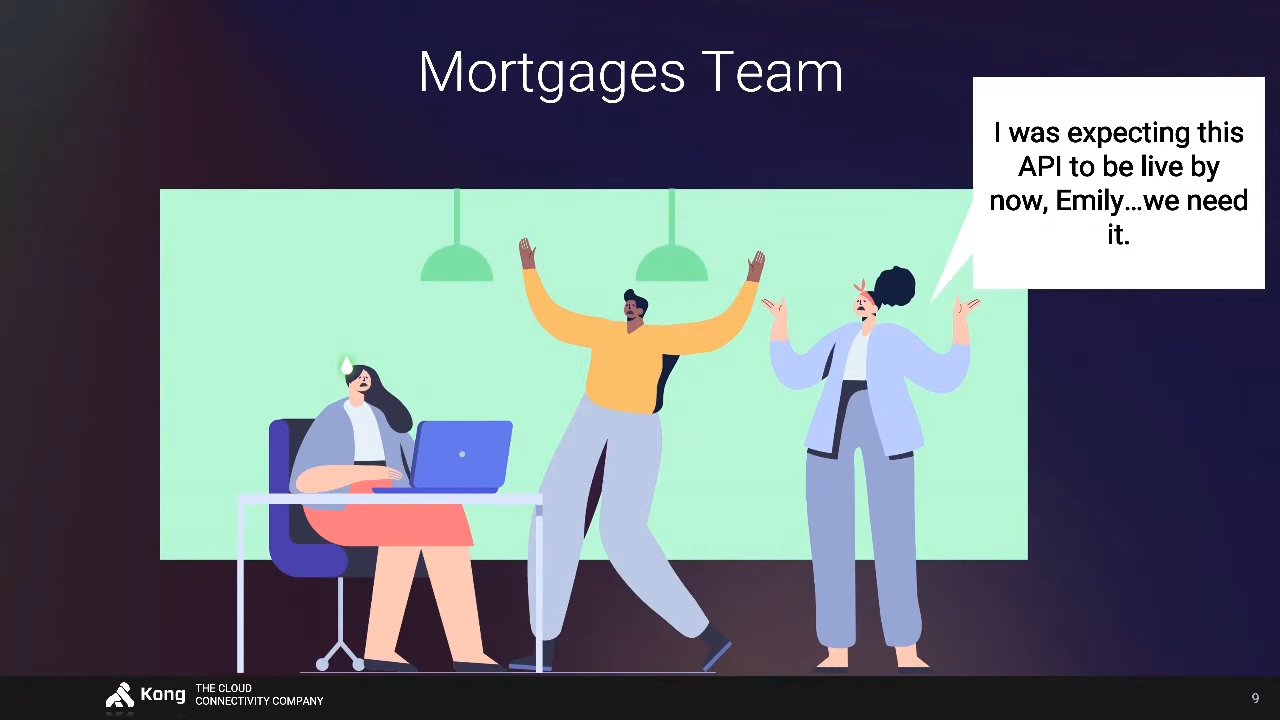 Mortgages Team
I was expecting this
API to be live by
now, Emily...we need
it.
Kong
THE CLOUD
CONNECTIVITY COMPANY
9